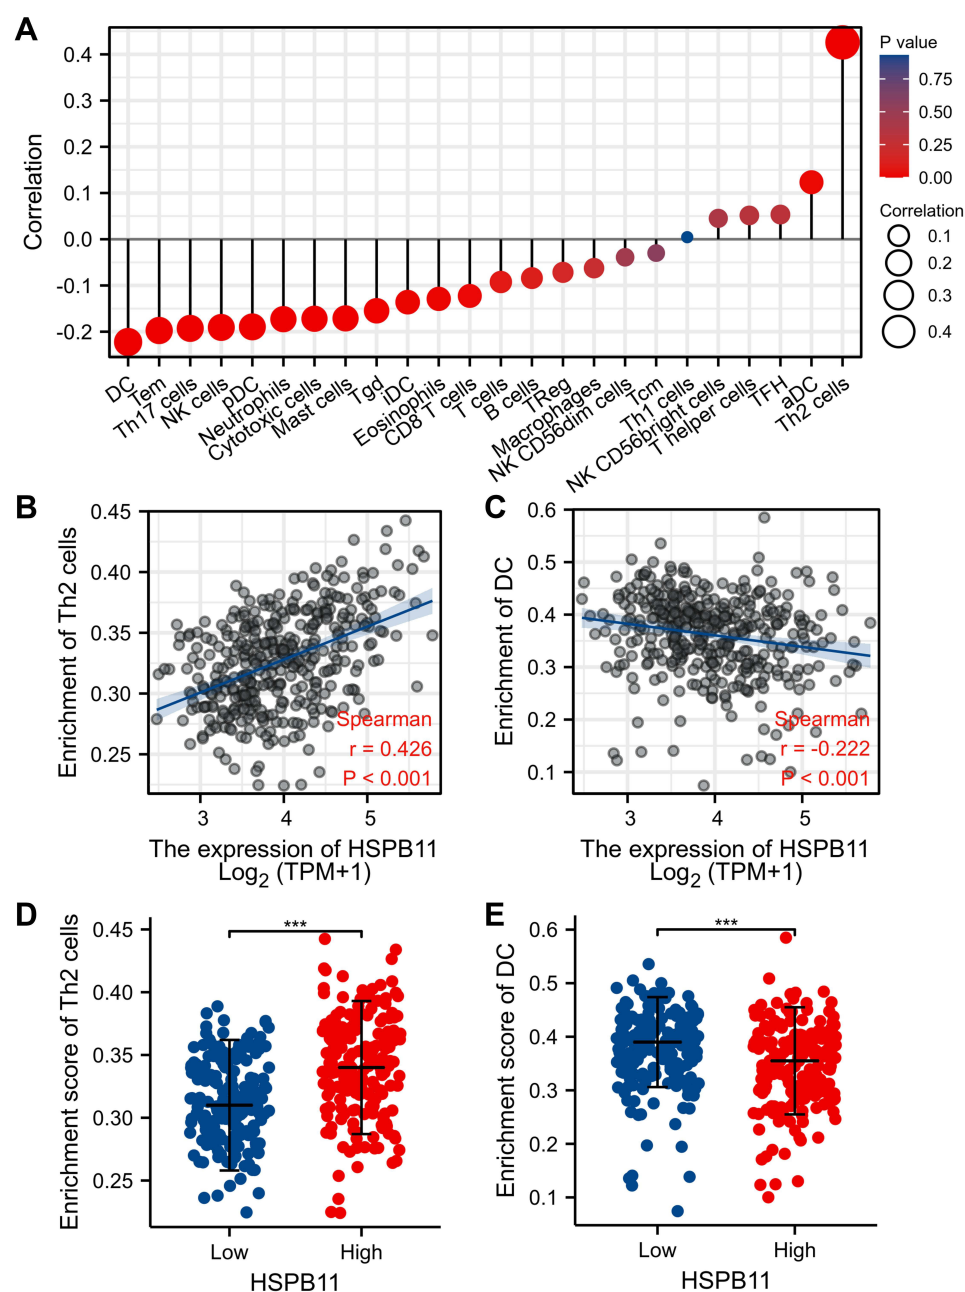 A
Correlation
0.4
0.3
0.2
0.1
0.0
-0.1
-0.2
DC
Tem
Th17 cells
NK cells
pDC
Neutrophils
Cytotoxic cells
Mast cells
Tgd
iDC
Eosinophils
CD8 T cells
T cells
B cells
TReg
Macrophages
NK CD56dim cells
Tcm
Th1 cells
NK CD56bright cells
T helper cells
TFH
aDC
Th2 cells
P value
0.75
0.50
0.25
0.00
Correlation
0.1
0.2
0.3
0.4
B
Enrichment of Th2 cells
0.45
0.40
0.35
0.30
0.25
Spearman
r = 0.426
P < 0.001
3 4 5
The expression of HSPB11
Log2 (TPM+1)
C
Enrichment of DC
0.6
0.5
0.4
0.3
0.2
0.1
Spearman
r = -0.222
P < 0.001
3 4 5
The expression of HSPB11
Log2 (TPM+1)
D
Enrichment score of Th2 cells
0.45
0.40
0.35
0.30
0.25
***
Low High
HSPB11
E
Enrichment score of DC
0.6
0.5
0.4
0.3
0.2
0.1
***
Low High
HSPB11